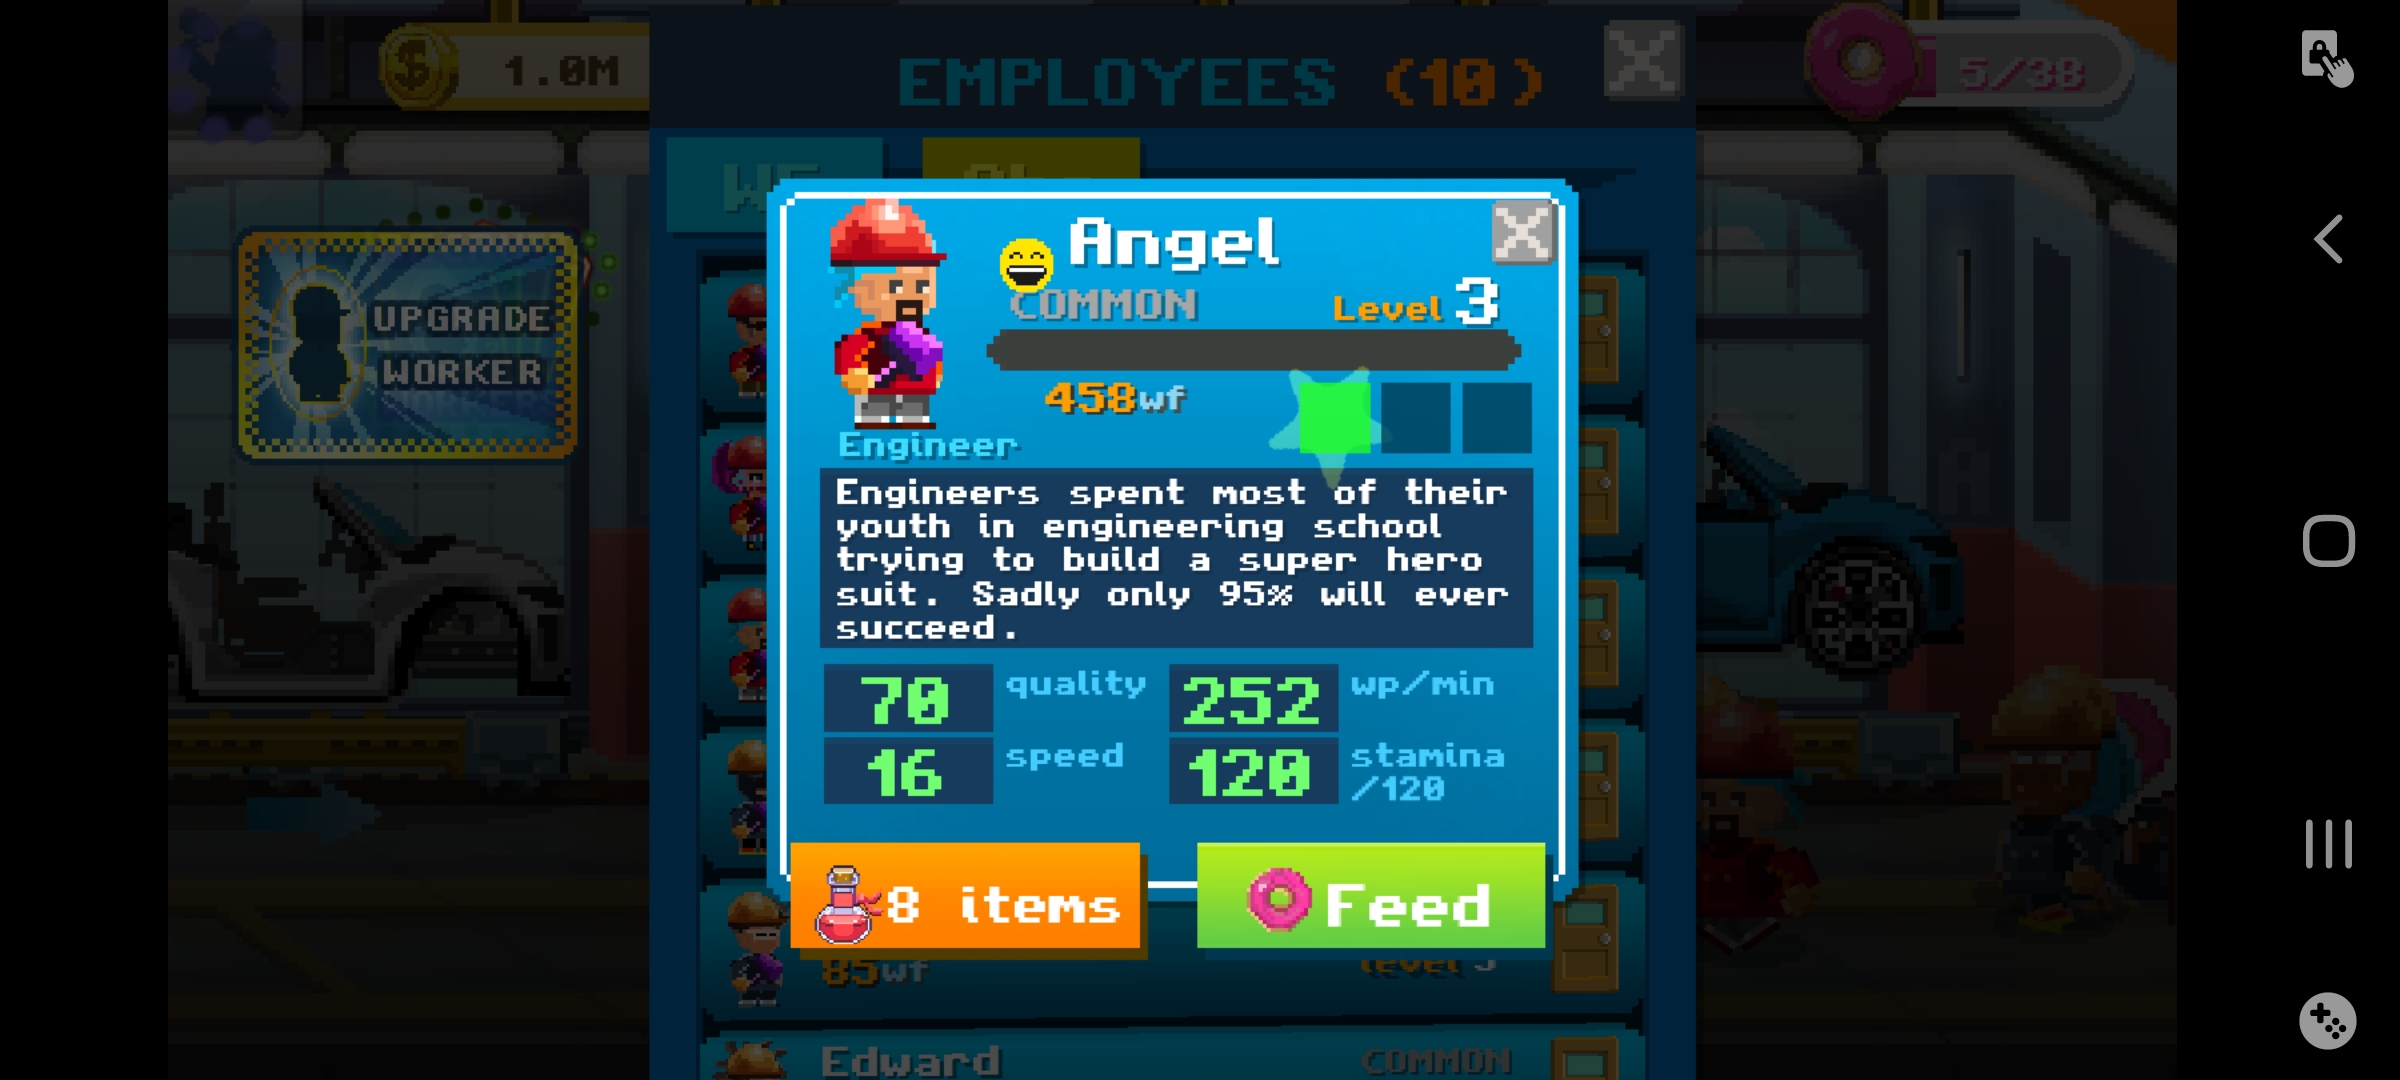 1.0M
EMPLOYEES (10)
5/38
UPGRADE
WORKER
Angel
COMMON
Level 3
458wf
Engineer
Engineers spent most of their
youth in engineering school
trying to build a super hero
suit. Sadly only 95% will ever
succeed.
70 quality
252 wp/min
16 speed
120 stamina
/120
8 items
Feed
85wf
level 3
Edward
COMMON